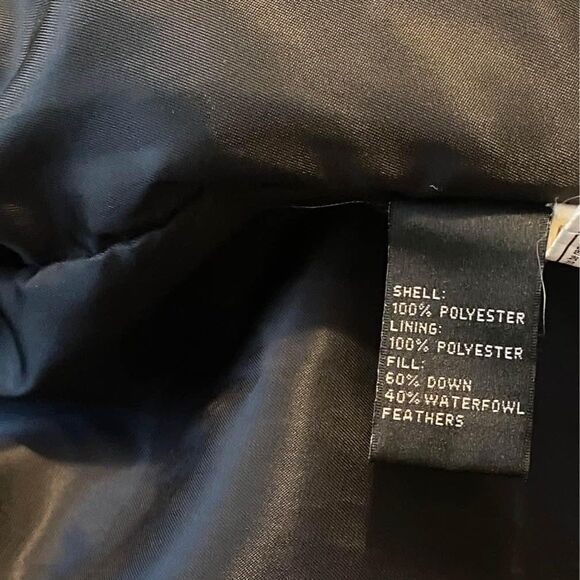 SHELL:
100% POLYESTER
LINING:
100% POLYESTER
FILL:
60% DOWN
40% WATERFOWL
FEATHERS